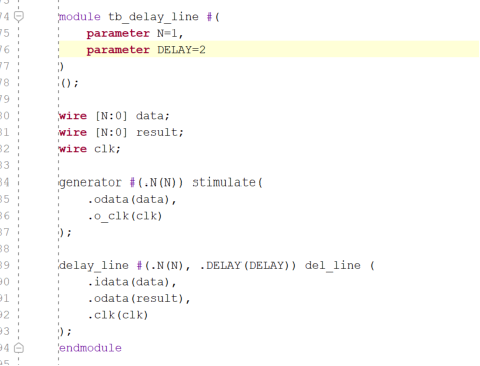 74 module tb_delay_line #(
75 parameter N=1,
76 parameter DELAY=2
77 )
78 ();
79
80 wire [N:0] data;
81 wire [N:0] result;
82 wire clk;
83
84 generator #(.N(N)) stimulate(
85 .odata(data),
86 .o_clk(clk)
87 );
88
89 delay_line #(.N(N), .DELAY(DELAY)) del_line (
90 .idata(data),
91 .odata(result),
92 .clk(clk)
93 );
94 endmodule